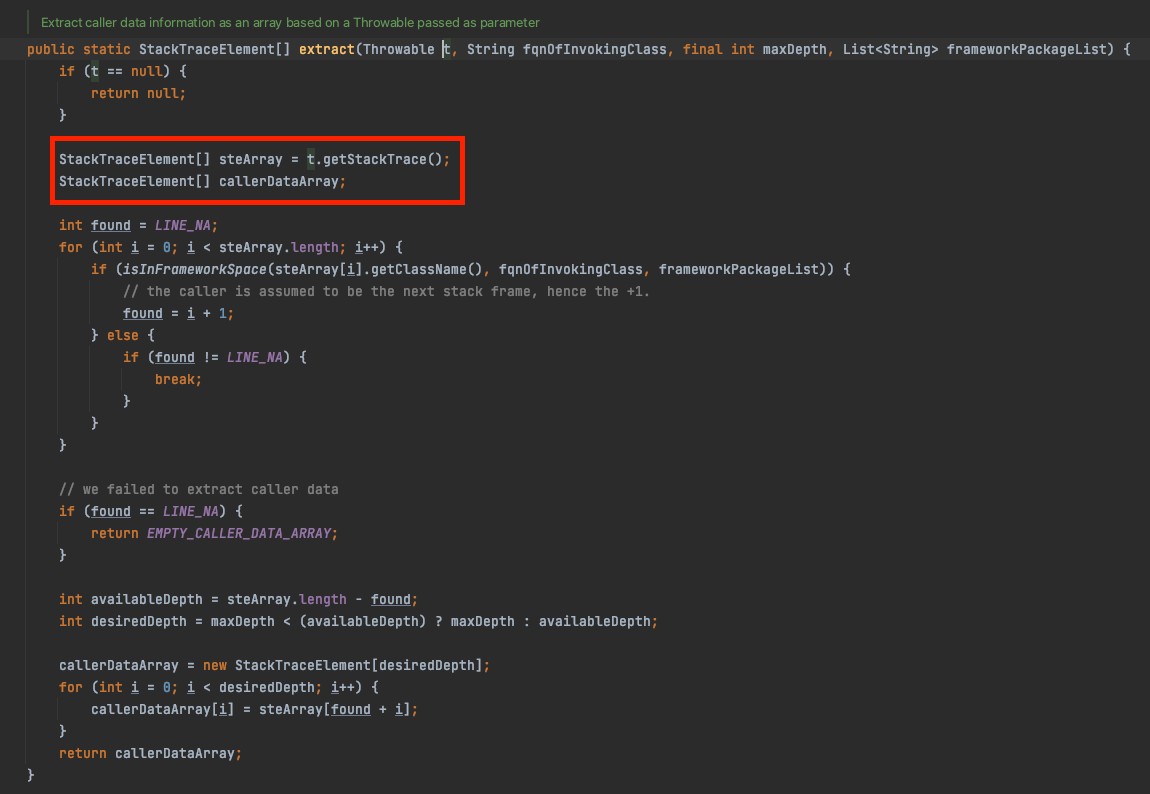 Extract caller data information as an array based on a Throwable passed as parameter
public static StackTraceElement[] extract(Throwable t, String fqnOfInvokingClass, final int maxDepth, List<String> frameworkPackageList) {
    if (t == null) {
        return null;
    }

    StackTraceElement[] steArray = t.getStackTrace();
    StackTraceElement[] callerDataArray;

    int found = LINE_NA;
    for (int i = 0; i < steArray.length; i++) {
        if (isInFrameworkSpace(steArray[i].getClassName(), fqnOfInvokingClass, frameworkPackageList)) {
            // the caller is assumed to be the next stack frame, hence the +1.
            found = i + 1;
        } else {
            if (found != LINE_NA) {
                break;
            }
        }
    }

    // we failed to extract caller data
    if (found == LINE_NA) {
        return EMPTY_CALLER_DATA_ARRAY;
    }

    int availableDepth = steArray.length - found;
    int desiredDepth = maxDepth < (availableDepth) ? maxDepth : availableDepth;

    callerDataArray = new StackTraceElement[desiredDepth];
    for (int i = 0; i < desiredDepth; i++) {
        callerDataArray[i] = steArray[found + i];
    }
    return callerDataArray;
}